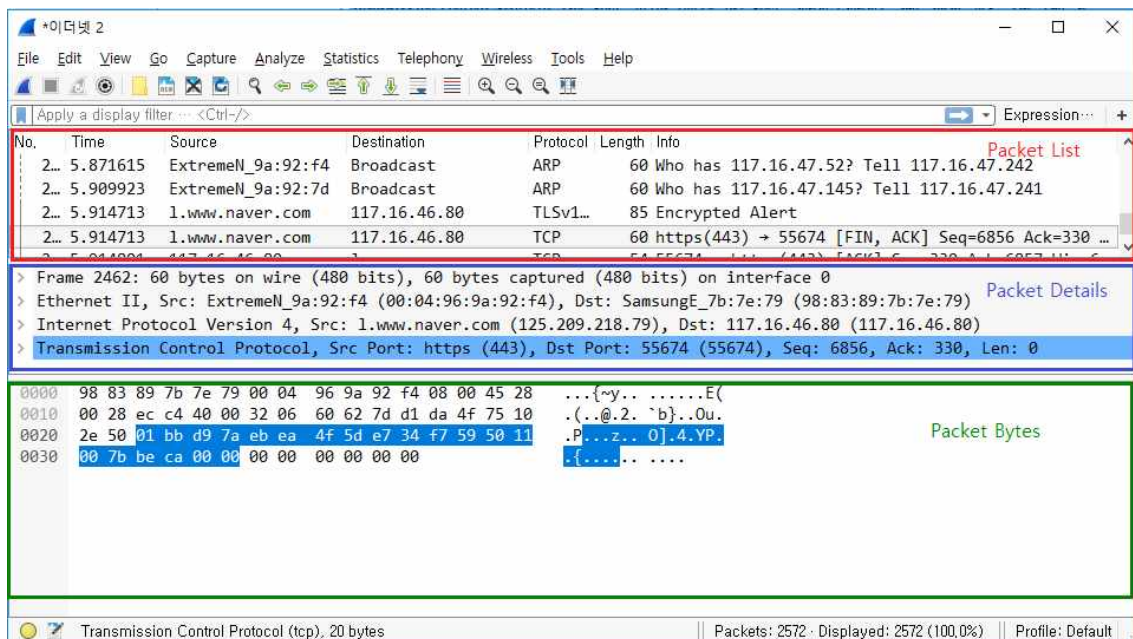 *이더넷 2
File Edit View Go Capture Analyze Statistics Telephony Wireless Tools Help
Apply a display filter ... <Ctrl-/> Expression... +
No. Time Source Destination Protocol Length Info
Packet List
2... 5.871615 ExtremeN_9a:92:f4 Broadcast ARP 60 Who has 117.16.47.52? Tell 117.16.47.242
2... 5.909923 ExtremeN_9a:92:7d Broadcast ARP 60 Who has 117.16.47.145? Tell 117.16.47.241
2... 5.914713 l.www.naver.com 117.16.46.80 TLSv1... 85 Encrypted Alert
2... 5.914713 l.www.naver.com 117.16.46.80 TCP 60 https(443) → 55674 [FIN, ACK] Seq=6856 Ack=330 ...
> Frame 2462: 60 bytes on wire (480 bits), 60 bytes captured (480 bits) on interface 0
> Ethernet II, Src: ExtremeN_9a:92:f4 (00:04:96:9a:92:f4), Dst: SamsungE_7b:7e:79 (98:83:89:7b:7e:79)
Packet Details
> Internet Protocol Version 4, Src: l.www.naver.com (125.209.218.79), Dst: 117.16.46.80 (117.16.46.80)
> Transmission Control Protocol, Src Port: https (443), Dst Port: 55674 (55674), Seq: 6856, Ack: 330, Len: 0
0000 98 83 89 7b 7e 79 00 04 96 9a 92 f4 08 00 45 28 ...{~y.. ......E(
0010 00 28 ec c4 40 00 32 06 60 62 7d d1 da 4f 75 10 .(..@.2. `b}..Ou.
0020 2e 50 01 bb d9 7a eb ea 4f 5d e7 34 f7 59 50 11 .P...z.. O].4.YP.
Packet Bytes
0030 00 7b be ca 00 00 00 00 00 00 00 00 .{...... ....
Transmission Control Protocol (tcp), 20 bytes Packets: 2572 · Displayed: 2572 (100,0%) Profile: Default